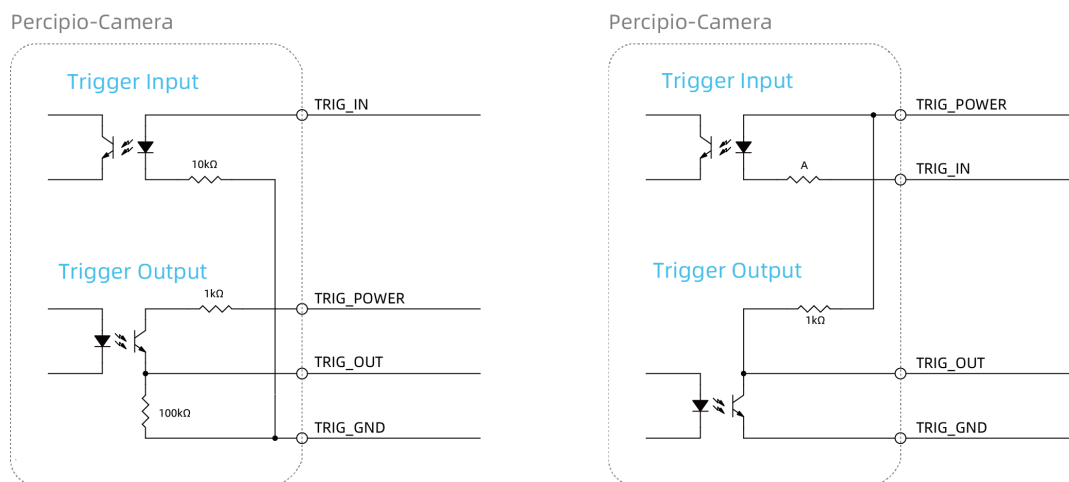 Percipio-Camera
Trigger Input
TRIG_IN
10kΩ
Trigger Output
1kΩ
TRIG_POWER
TRIG_OUT
100kΩ
TRIG_GND
Percipio-Camera
Trigger Input
TRIG_POWER
A
TRIG_IN
Trigger Output
1kΩ
TRIG_OUT
TRIG_GND